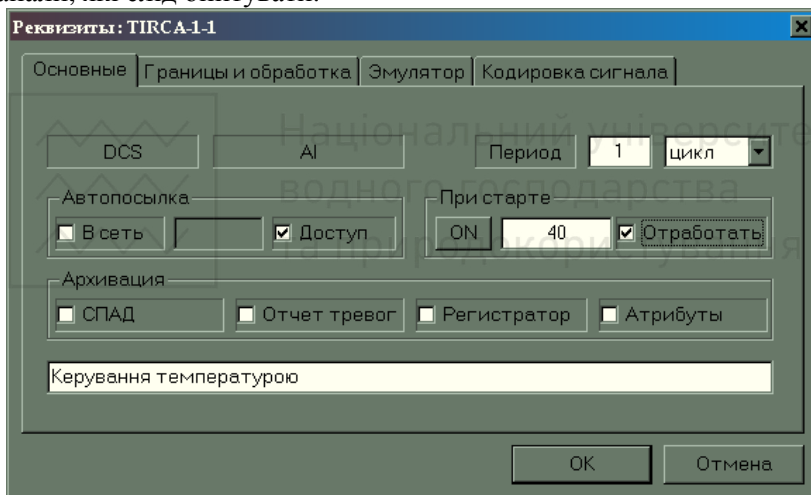 Реквизиты: TIRCA-1-1
Основные Границы и обработка Эмулятор Кодировка сигнала
DCS AI Период 1 цикл
Автопосылка При старте
В сеть Доступ ON 40 Отработать
Архивация
СПАД Отчет тревог Регистратор Атрибуты
Керування температурою
OK Отмена
Національний
водного господарства
та природокористування